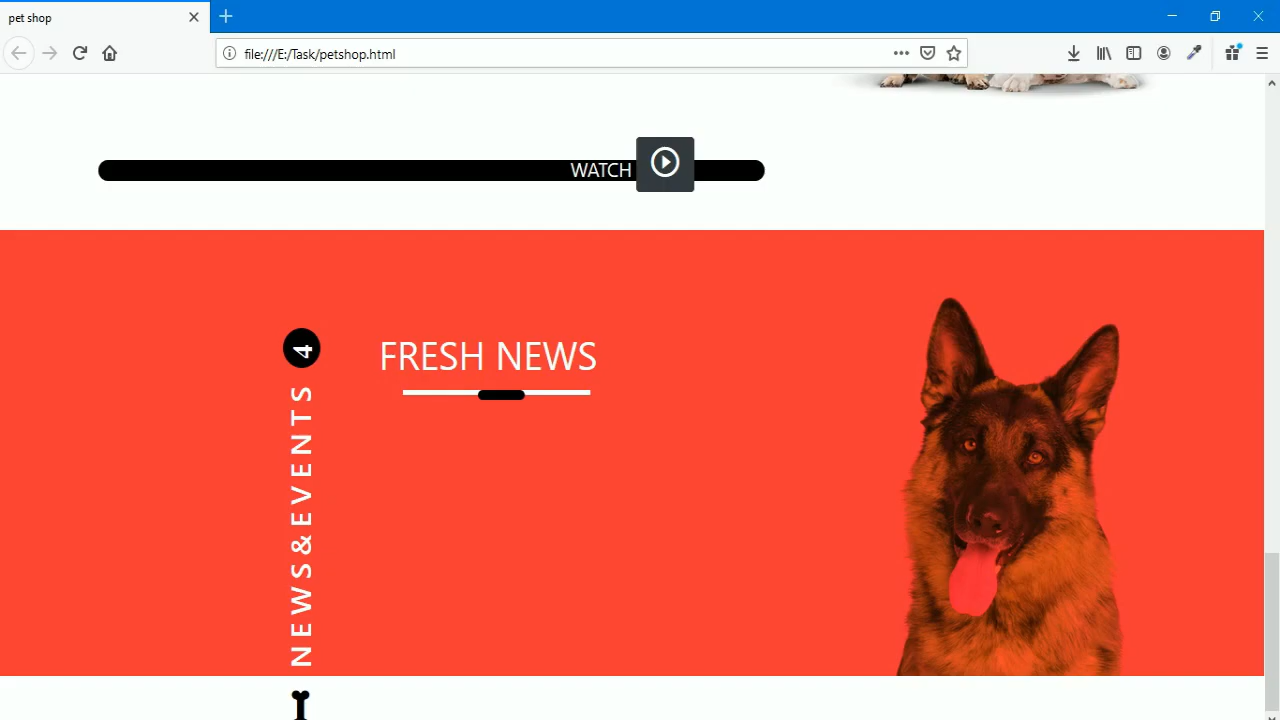 pet shop
file:///E:/Task/petshop.html
WATCH
4
FRESH NEWS
NEWS&EVENTS